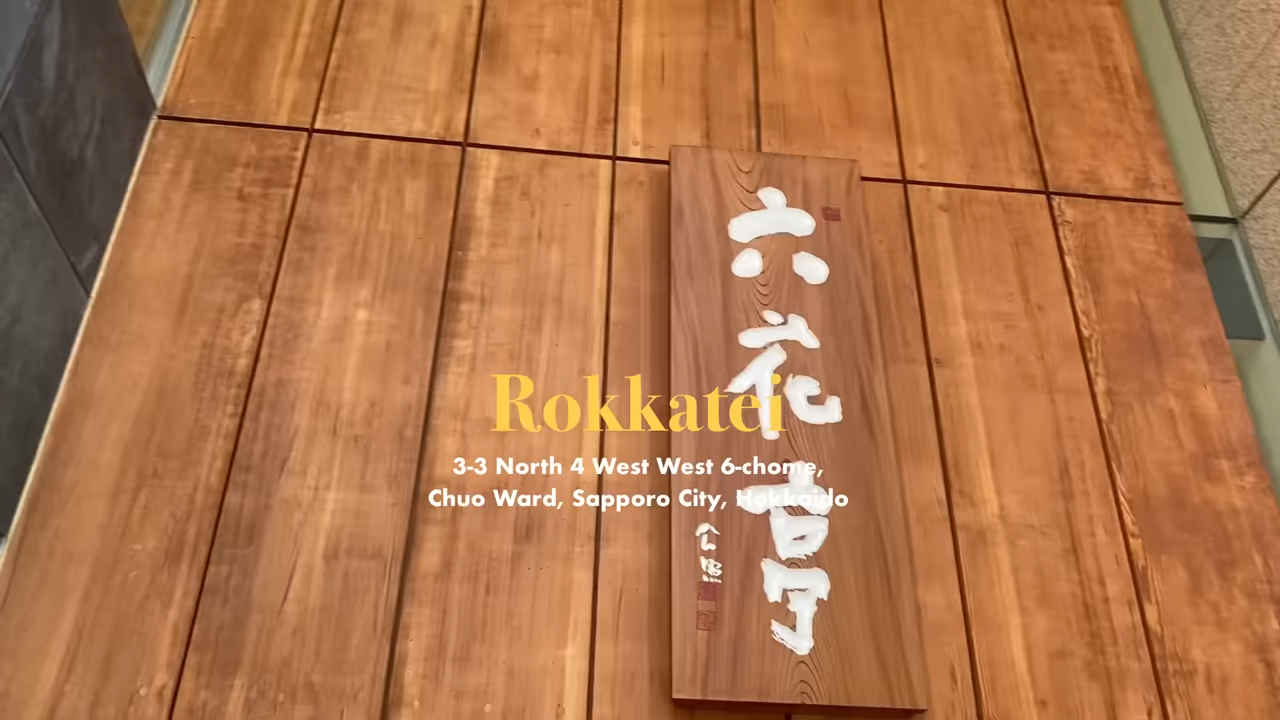 六花亭
Rokkatei
3-3 North 4 West West 6-chome,
Chuo Ward, Sapporo City, Hokkaido